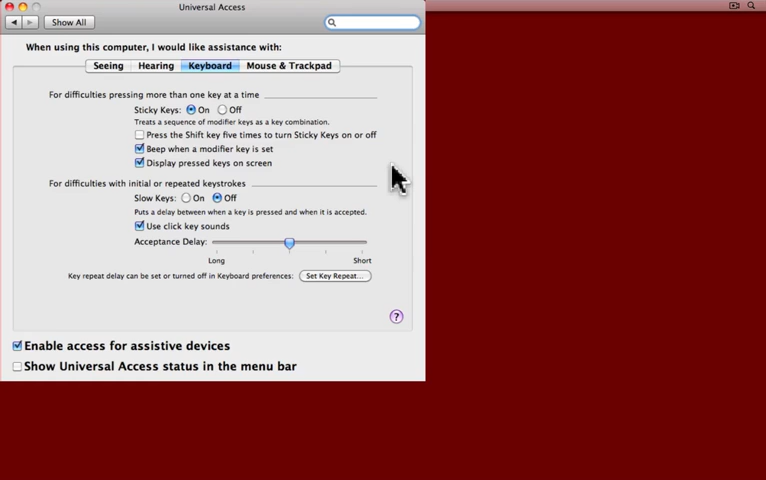 Universal Access
Show All
When using this computer, I would like assistance with:
Seeing Hearing Keyboard Mouse & Trackpad
For difficulties pressing more than one key at a time
Sticky Keys: On Off
Treats a sequence of modifier keys as a key combination.
Press the Shift key five times to turn Sticky Keys on or off
Beep when a modifier key is set
Display pressed keys on screen
For difficulties with initial or repeated keystrokes
Slow Keys: On Off
Puts a delay between when a key is pressed and when it is accepted.
Use click key sounds
Acceptance Delay:
Long Short
Key repeat delay can be set or turned off in Keyboard preferences: Set Key Repeat...
?
Enable access for assistive devices
Show Universal Access status in the menu bar